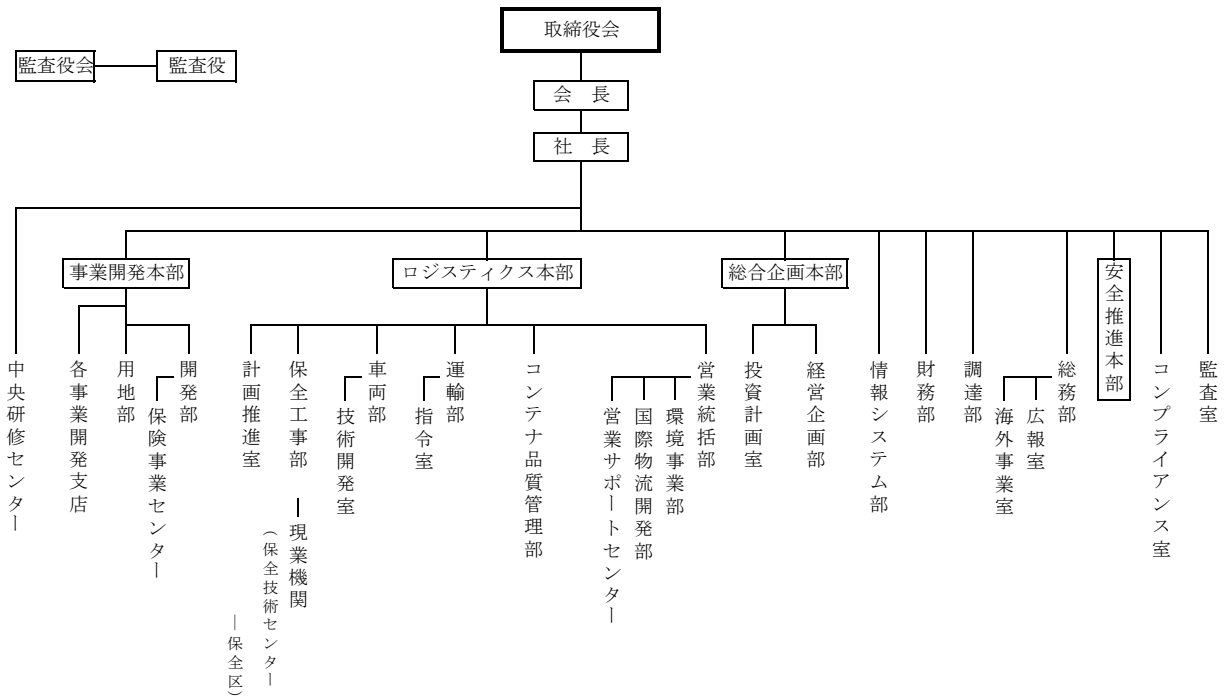 取締役会
監査役会
監査役
会　長
社　長
事業開発本部
ロジスティクス本部
総合企画本部
安全推進本部
中央研修センター
各事業開発支店
用地部
保険事業センター
開発部
計画推進室
保全工事部
現業機関
（保全技術センター
―保全区）
技術開発室
車両部
指令室
運輸部
コンテナ品質管理部
営業サポートセンター
国際物流開発部
環境事業部
営業統括部
投資計画室
経営企画部
情報システム部
財務部
調達部
海外事業室
広報室
総務部
コンプライアンス室
監査室